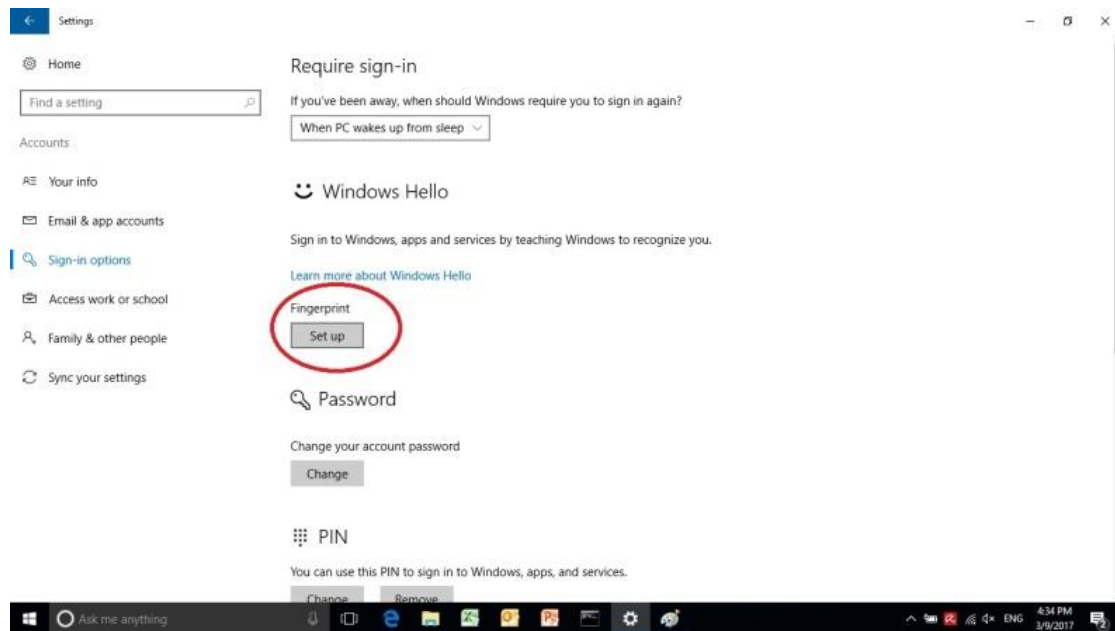 Settings
Home
Find a setting
Accounts
Your info
Email & app accounts
Sign-in options
Access work or school
Family & other people
Sync your settings
Require sign-in
If you've been away, when should Windows require you to sign in again?
When PC wakes up from sleep
Windows Hello
Sign in to Windows, apps and services by teaching Windows to recognize you.
Learn more about Windows Hello
Fingerprint
Set up
Password
Change your account password
Change
PIN
You can use this PIN to sign in to Windows, apps, and services.
Change Remove
Ask me anything
ENG
4:34 PM
3/9/2017